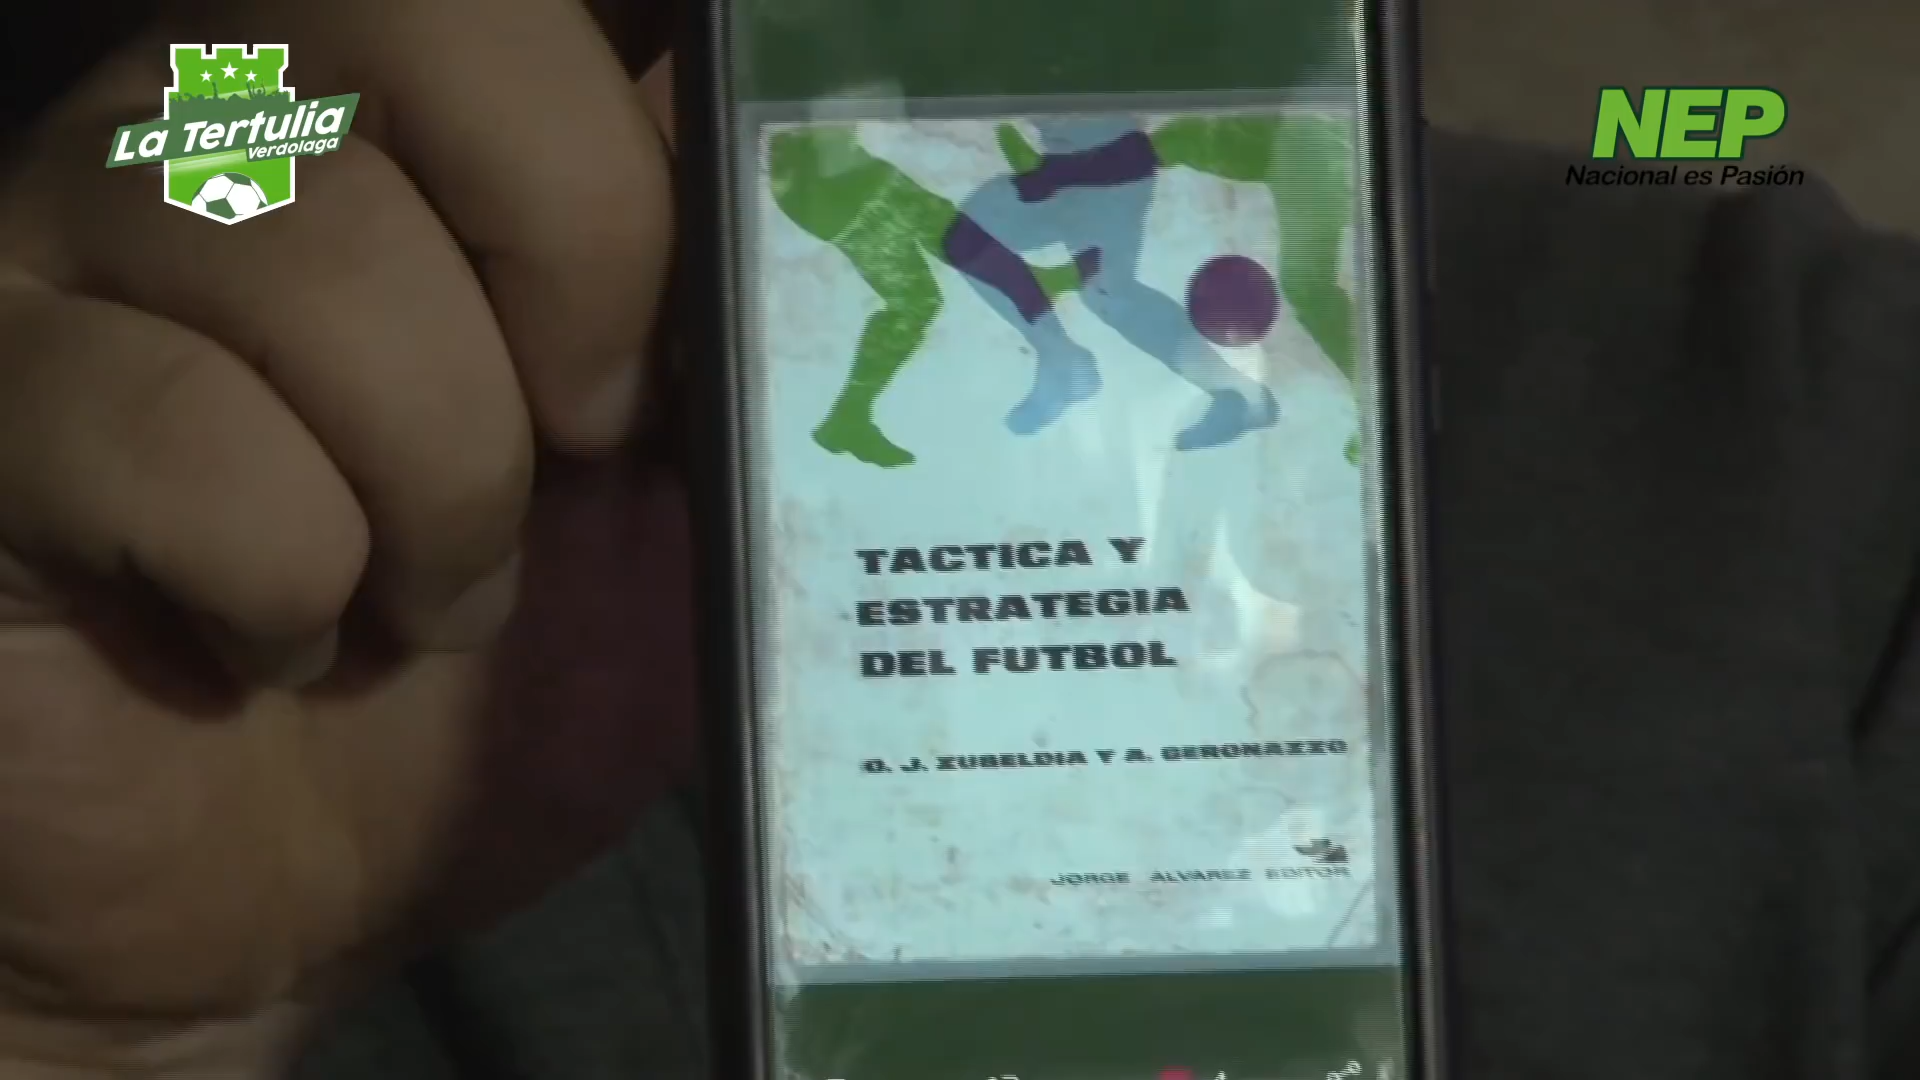 La Tertulia
Verdolaga
NEP
Nacional es Pasión
TACTICA Y
ESTRATEGIA
DEL FUTBOL
O. J. ZUBELDIA Y A. GERONAZZO
JORGE ALVAREZ EDITOR